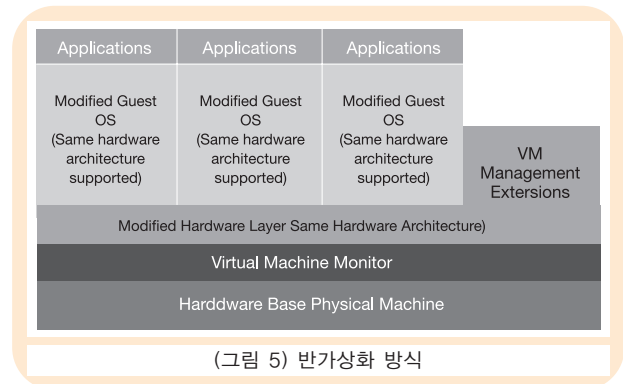 Applications
Applications
Applications
Modified Guest
OS
(Same hardware
architecture
supported)
Modified Guest
OS
(Same hardware
architecture
supported)
Modified Guest
OS
(Same hardware
architecture
supported)
VM
Management
Extersions
Modified Hardware Layer Same Hardware Architecture)
Virtual Machine Monitor
Harddware Base Physical Machine
(그림 5) 반가상화 방식